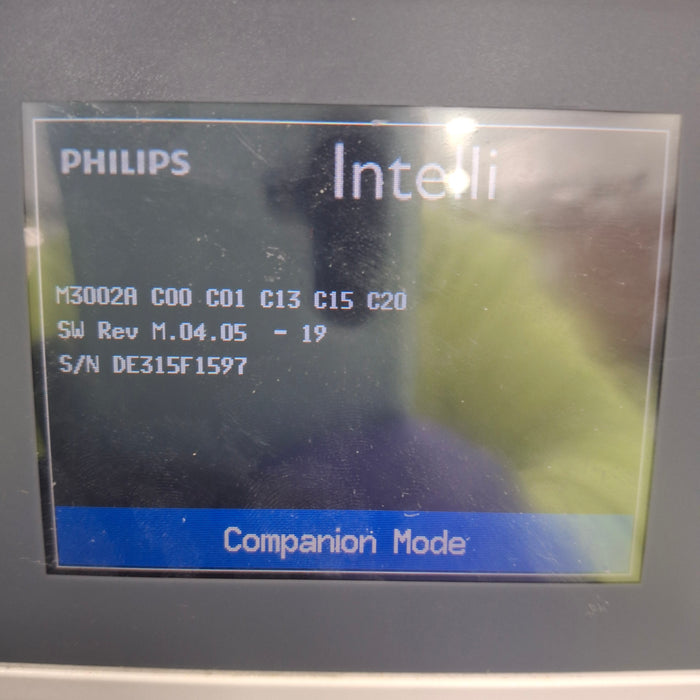 PHILIPS
Intelli
M3002A C00 C01 C13 C15 C20
SW Rev M.04.05 - 19
S/N DE315F1597
Companion Mode